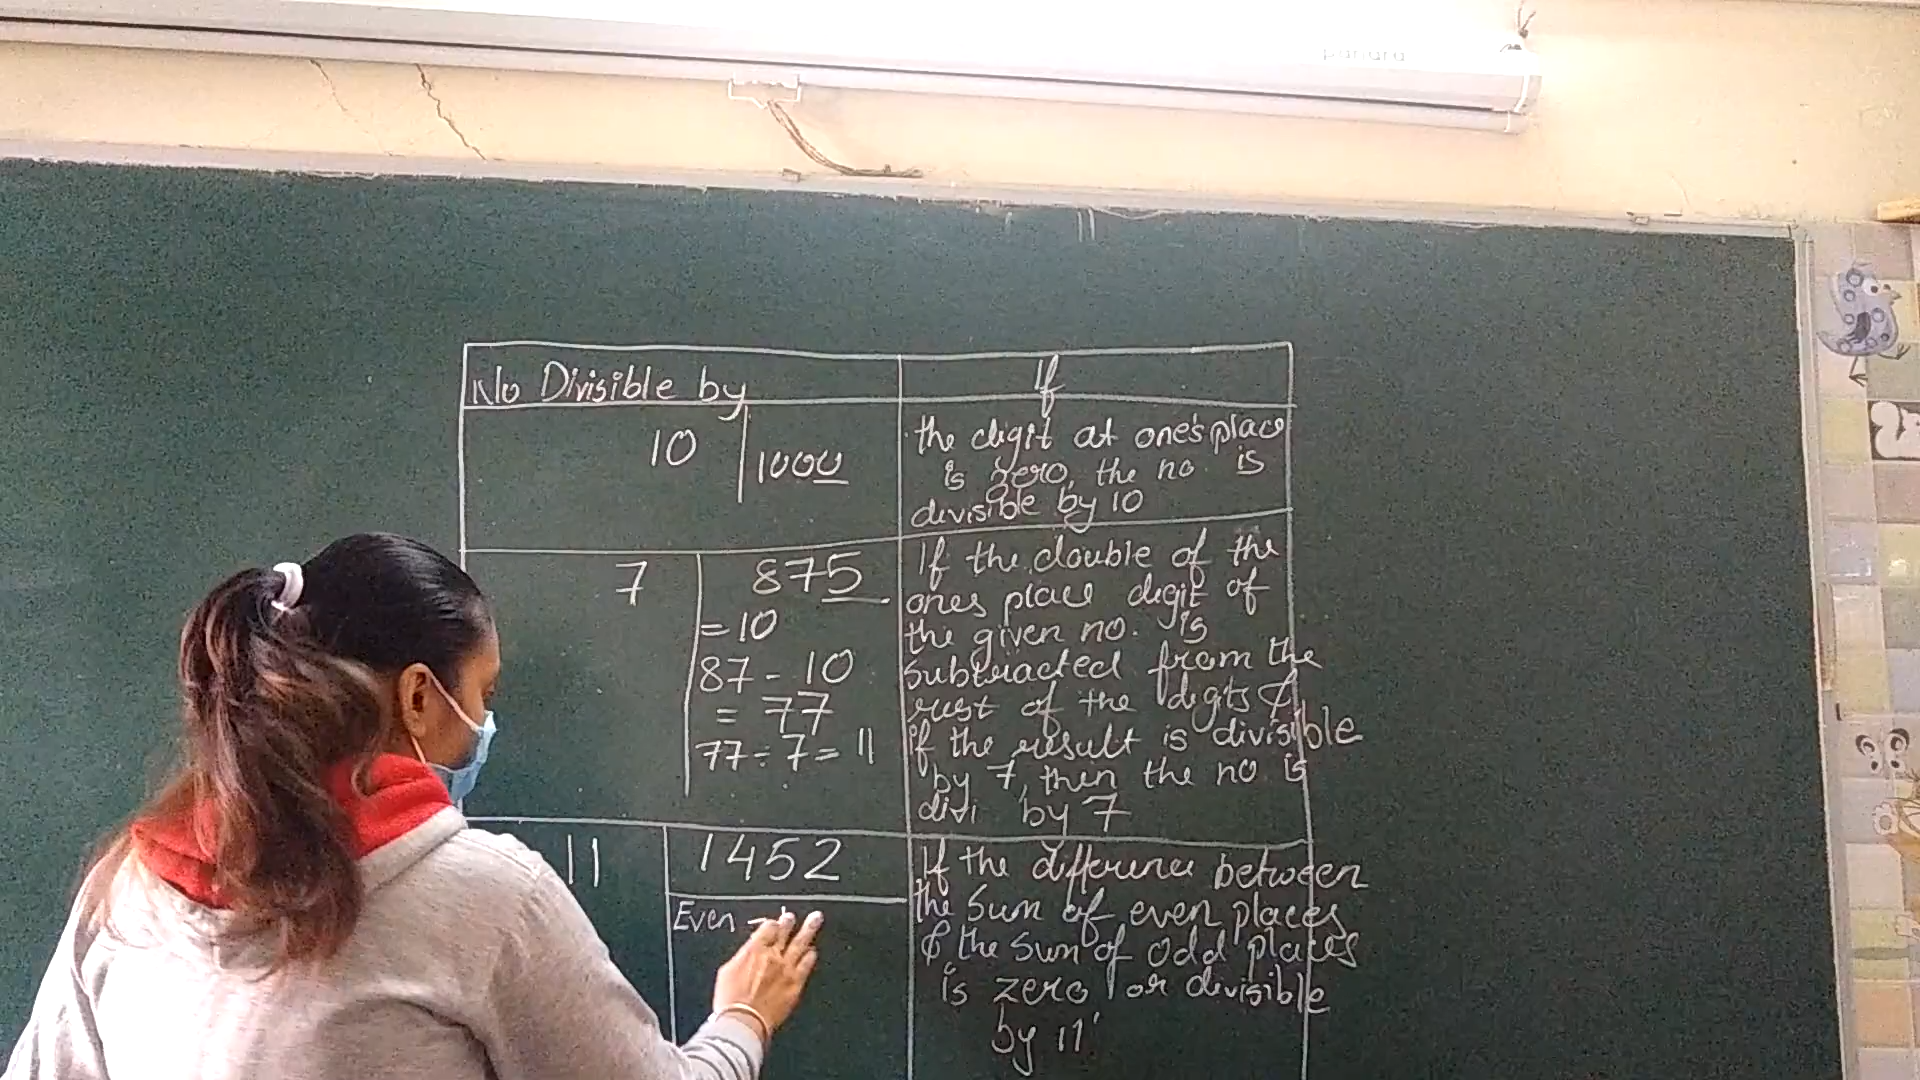 No Divisible by
If
10
1000
the digit at one's place
is zero, the no. is
divisible by 10
7
875
= 10
87 - 10
= 77
77 ÷ 7 = 11
If the double of the
ones place digit of
the given no. is
subtracted from the
rest of the digits &
if the result is divisible
by 7, then the no is
divi by 7
11
1452
Even
If the difference between
the sum of even places
& the sum of odd places
is zero or divisible
by 11